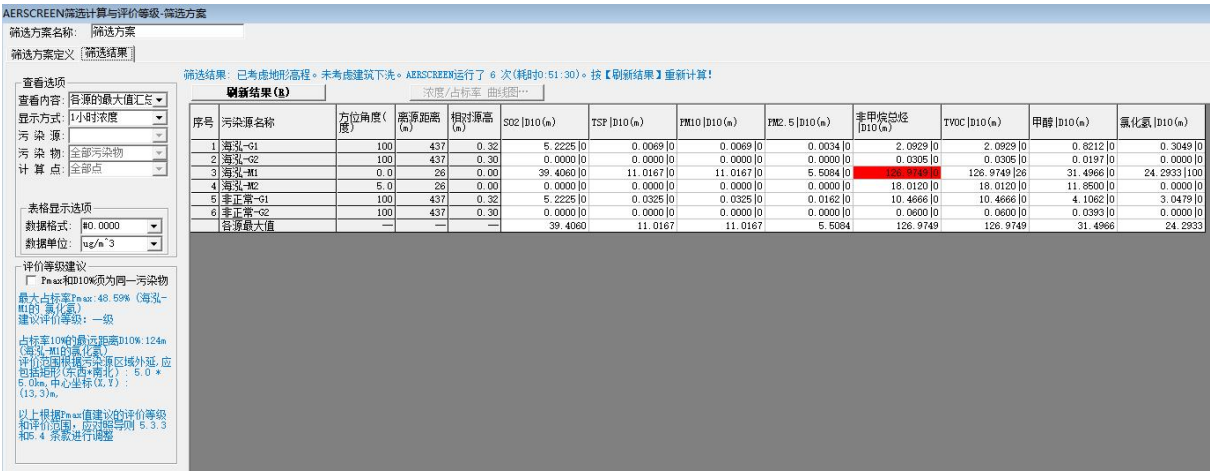 AERSCREEN筛选计算与评价等级-筛选方案
筛选方案名称: 筛选方案
筛选方案定义 筛选结果
查看选项
查看内容: 各源的最大值汇总
显示方式: 1小时浓度
污 染 源:
污 染 物: 全部污染物
计 算 点: 全部点
表格显示选项
数据格式: #0.0000
数据单位: ug/m^3
评价等级建议
Pmax和D10%须为同一污染物
最大占标率Pmax:48.59% (海泓-
M1的 氯化氢)
建议评价等级: 一级
占标率10%的最远距离D10%:124m
(海泓-M1的氯化氢)
评价范围根据污染源区域外延,应
包括矩形(东西*南北): 5.0 *
5.0km,中心坐标(X,Y):
(13,3)m,
以上根据Pmax值建议的评价等级
和评价范围,应对照导则 5.3.3
和5.4 条款进行调整
筛选结果: 已考虑地形高程。未考虑建筑下洗。AERSCREEN运行了 6 次(耗时0:51:30)。按【刷新结果】重新计算!
刷新结果(R) 浓度/占标率 曲线图…
序号 污染源名称 方位角度(度) 离源距离(m) 相对源高(m) SO2|D10(m) TSP|D10(m) PM10|D10(m) PM2.5|D10(m) 非甲烷总烃|D10(m) TVOC|D10(m) 甲醇|D10(m) 氯化氢|D10(m)
1 海泓-G1 100 437 0.32 5.2225|0 0.0069|0 0.0069|0 0.0034|0 2.0929|0 2.0929|0 0.8212|0 0.3049|0
2 海泓-G2 100 437 0.30 0.0000|0 0.0000|0 0.0000|0 0.0000|0 0.0305|0 0.0305|0 0.0197|0 0.0000|0
3 海泓-M1 0.0 26 0.00 39.4060|0 11.0167|0 11.0167|0 5.5084|0 126.9749|0 126.9749|26 31.4966|0 24.2933|100
4 海泓-M2 5.0 26 0.00 0.0000|0 0.0000|0 0.0000|0 0.0000|0 18.0120|0 18.0120|0 11.8500|0 0.0000|0
5 非正常-G1 100 437 0.32 5.2225|0 0.0325|0 0.0325|0 0.0162|0 10.4666|0 10.4666|0 4.1062|0 3.0479|0
6 非正常-G2 100 437 0.30 0.0000|0 0.0000|0 0.0000|0 0.0000|0 0.0600|0 0.0600|0 0.0393|0 0.0000|0
各源最大值 — — — 39.4060 11.0167 11.0167 5.5084 126.9749 126.9749 31.4966 24.2933